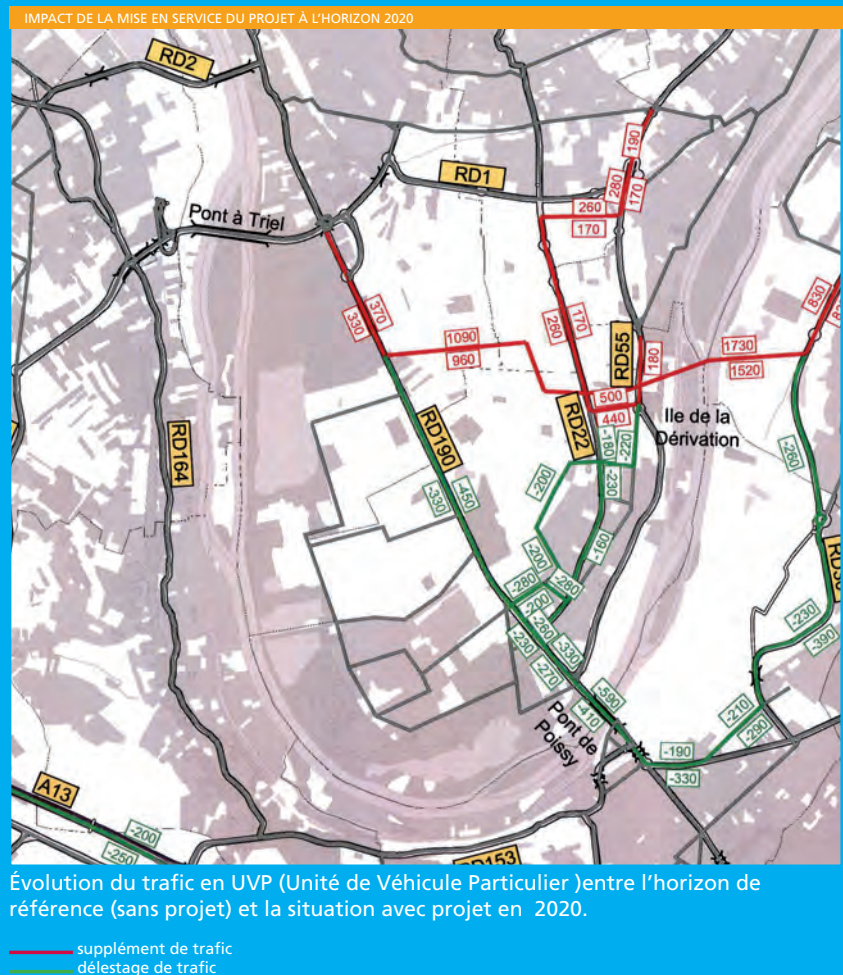 IMPACT DE LA MISE EN SERVICE DU PROJET À L'HORIZON 2020
RD2
190
RD1
280
170
260
170
Pont à Triel
830
370
330
170
260
1090
960
1730
1520
RD55
180
500
440
Ile de la
Dérivation
RD22
RD190
RD164
-180
-220
-260
-200
-230
-450
-330
-160
-200
-280
-280
-200
-260
-230
-330
-270
-230
-390
-590
-410
-210
-290
Pont de
Poissy
-190
-330
A13
-200
-250
RD153
Évolution du trafic en UVP (Unité de Véhicule Particulier )entre l'horizon de
référence (sans projet) et la situation avec projet en 2020.
supplément de trafic
délestage de trafic